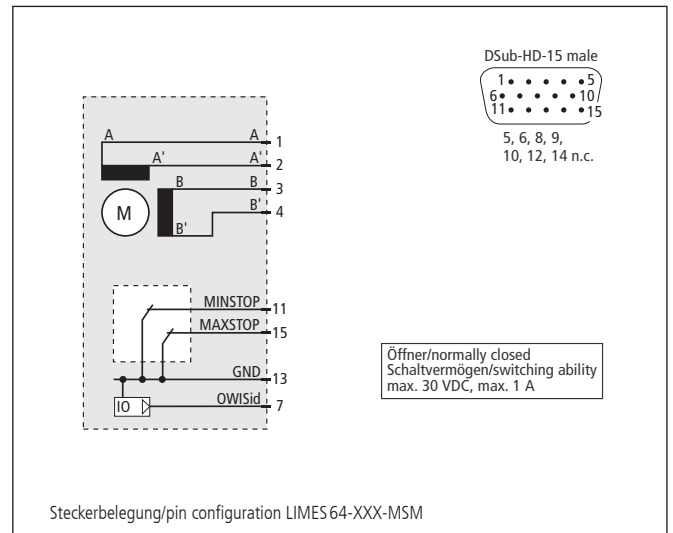 DSub-HD-15 male
1 5
6 10
11 15
5, 6, 8, 9,
10, 12, 14 n.c.
A A 1
A' A' 2
B B 3
M B' 4
B'
MINSTOP 11
MAXSTOP 15
GND 13
IO OWISid 7
Öffner/normally closed
Schaltvermögen/switching ability
max. 30 VDC, max. 1 A
Steckerbelegung/pin configuration LIMES 64-XXX-MSM